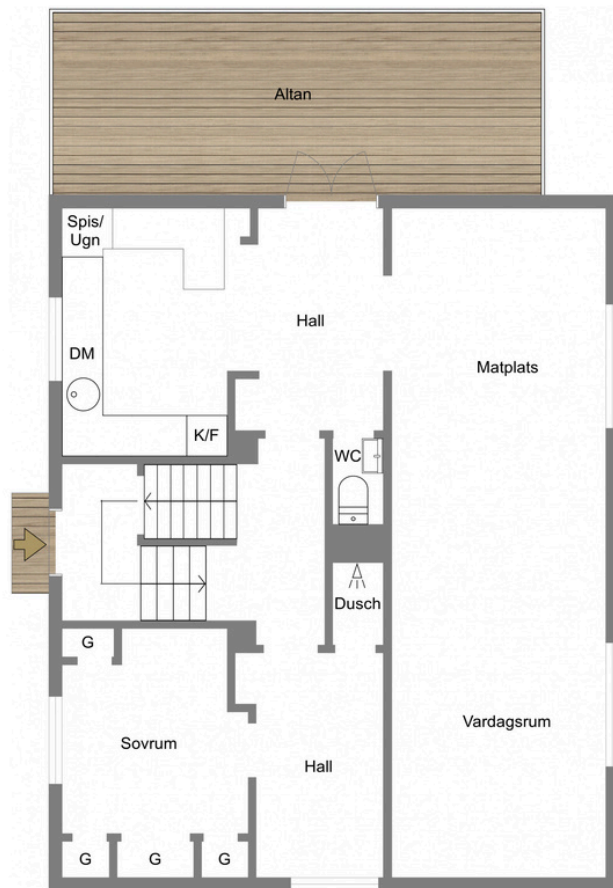 Altan
Spis/
Ugn
Hall
DM
Matplats
K/F
WC
Dusch
G
Sovrum
Vardagsrum
Hall
G
G
G